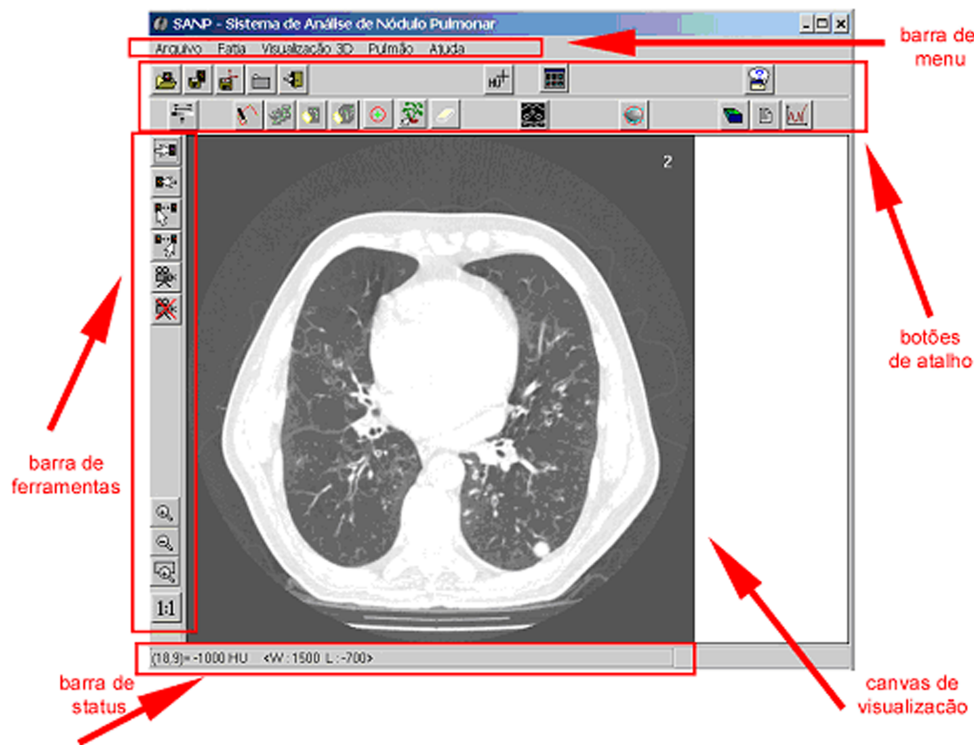 SANP - Sistema de Análise de Nódulo Pulmonar
barra de
menu
Arquivo Fatia Visualização 3D Pulmão Ajuda
HU
2
botões
de atalho
barra de
ferramentas
1:1
(18,9)= -1000 HU <W : 1500 L : -700>
barra de
status
canvas de
visualização